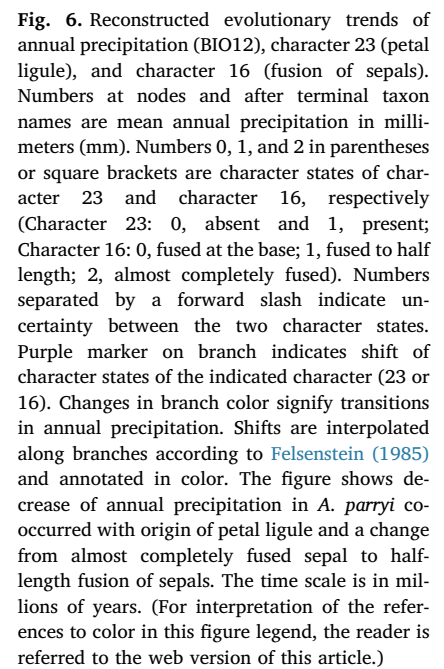 Fig. 6. Reconstructed evolutionary trends of
annual precipitation (BIO12), character 23 (petal
ligule), and character 16 (fusion of sepals).
Numbers at nodes and after terminal taxon
names are mean annual precipitation in milli-
meters (mm). Numbers 0, 1, and 2 in parentheses
or square brackets are character states of char-
acter 23 and character 16, respectively
(Character 23: 0, absent and 1, present;
Character 16: 0, fused at the base; 1, fused to half
length; 2, almost completely fused). Numbers
separated by a forward slash indicate un-
certainty between the two character states.
Purple marker on branch indicates shift of
character states of the indicated character (23 or
16). Changes in branch color signify transitions
in annual precipitation. Shifts are interpolated
along branches according to Felsenstein (1985)
and annotated in color. The figure shows de-
crease of annual precipitation in A. parryi co-
occurred with origin of petal ligule and a change
from almost completely fused sepal to half-
length fusion of sepals. The time scale is in mil-
lions of years. (For interpretation of the refer-
ences to color in this figure legend, the reader is
referred to the web version of this article.)